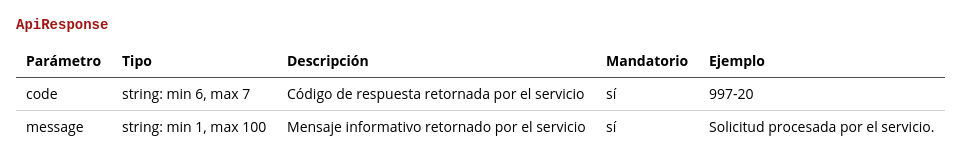 ApiResponse
Parámetro Tipo Descripción Mandatorio Ejemplo
code string: min 6, max 7 Código de respuesta retornada por el servicio sí 997-20
message string: min 1, max 100 Mensaje informativo retornado por el servicio sí Solicitud procesada por el servicio.